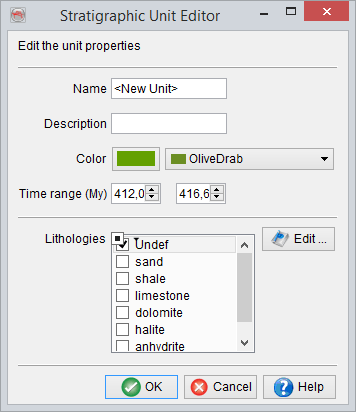 Stratigraphic Unit Editor
Edit the unit properties
Name <New Unit>
Description
Color OliveDrab
Time range (My) 412,0 416,6
Lithologies Undef Edit ...
sand
shale
limestone
dolomite
halite
anhydrite
OK Cancel Help